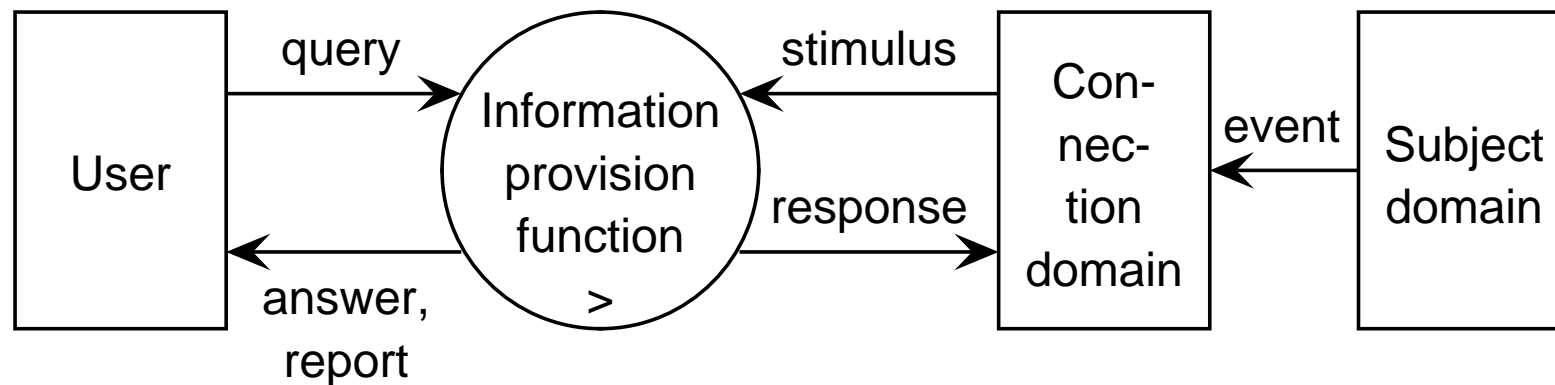 User
query
answer,
report
Information
provision
function
>
stimulus
response
Con-
nec-
tion
domain
event
Subject
domain